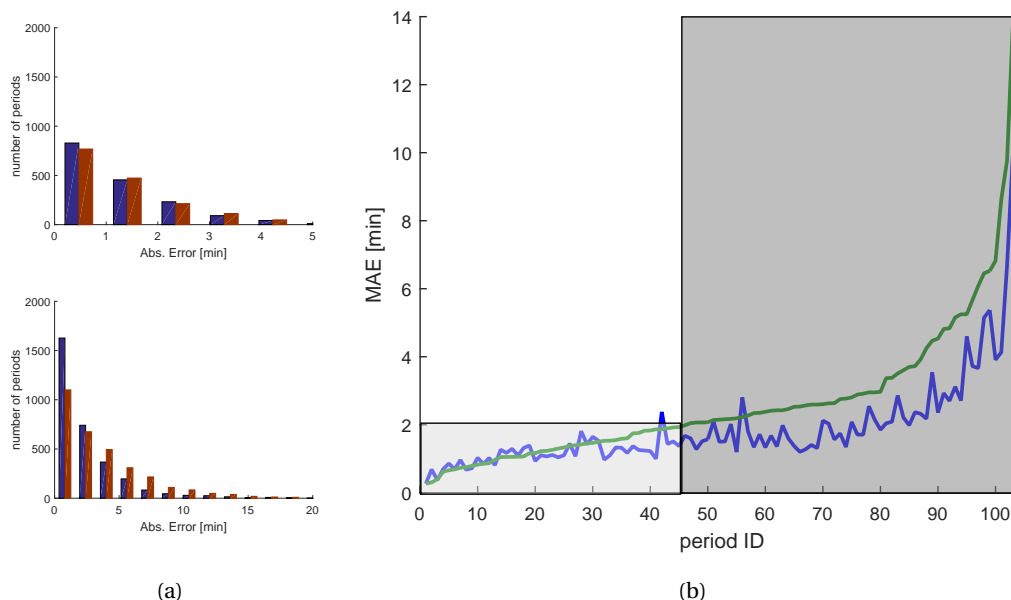 2000
1500
1000
500
0
number of periods
0 1 2 3 4 5
Abs. Error [min]
2000
1500
1000
500
0
number of periods
0 5 10 15 20
Abs. Error [min]
(a)
14
12
10
8
6
4
2
0
MAE [min]
0 10 20 30 40 50 60 70 80 90 100
period ID
(b)